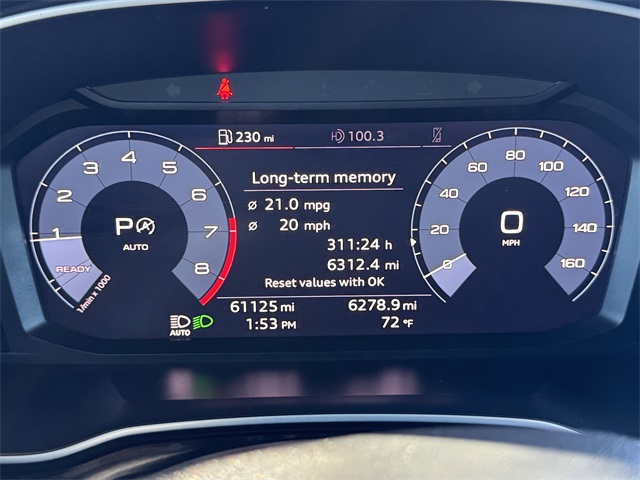 230 mi
100.3
Long-term memory
Ø 21.0 mpg
Ø 20 mph
311:24 h
6312.4 mi
Reset values with OK
61125 mi 6278.9 mi
1:53 PM 72 °F
1 2 3 4 5 6 7 8
READY
1/min x 1000
P A
AUTO
AUTO
0 20 40 60 80 100 120 140 160
0
MPH